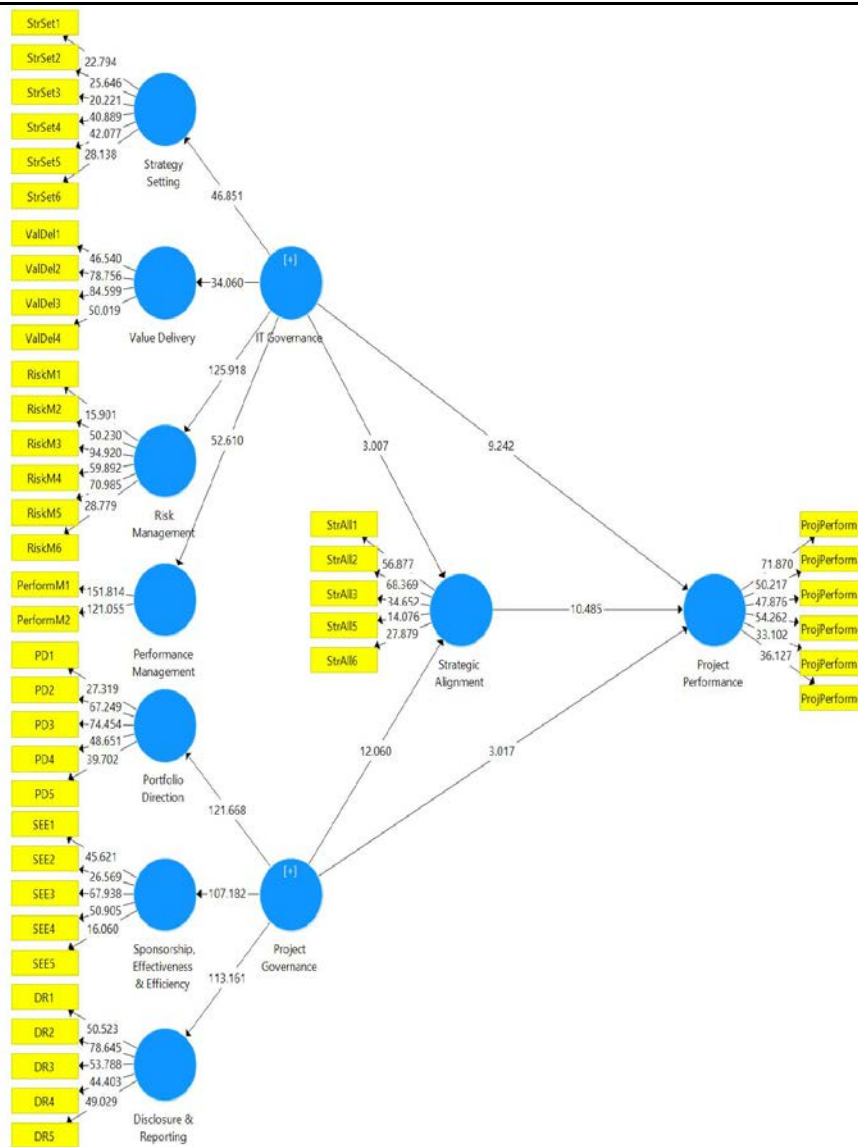 StrSet1
StrSet2
StrSet3
StrSet4
StrSet5
StrSet6
22.794
25.646
20.221
40.889
42.077
28.138
Strategy
Setting
46.851
ValDel1
ValDel2
ValDel3
ValDel4
46.540
78.756
84.599
50.019
Value Delivery
34.060
[+]
IT Governance
RiskM1
RiskM2
RiskM3
RiskM4
RiskM5
RiskM6
15.901
50.230
94.920
59.892
70.985
28.779
Risk
Management
125.918
52.610
3.007
9.242
PerformM1
PerformM2
151.814
121.055
Performance
Management
StrAll1
StrAll2
StrAll3
StrAll5
StrAll6
56.877
68.369
34.652
14.076
27.879
Strategic
Alignment
10.485
71.870
50.217
47.876
54.262
33.102
36.127
Project
Performance
ProjPerform
ProjPerform
ProjPerform
ProjPerform
ProjPerform
ProjPerform
PD1
PD2
PD3
PD4
PD5
27.319
67.249
74.454
48.651
39.702
Portfolio
Direction
121.668
12.060
3.017
SEE1
SEE2
SEE3
SEE4
SEE5
45.621
26.569
67.938
50.905
16.060
Sponsorship,
Effectiveness
& Efficiency
107.182
[+]
Project
Governance
113.161
DR1
DR2
DR3
DR4
DR5
50.523
78.645
53.788
44.403
49.029
Disclosure &
Reporting